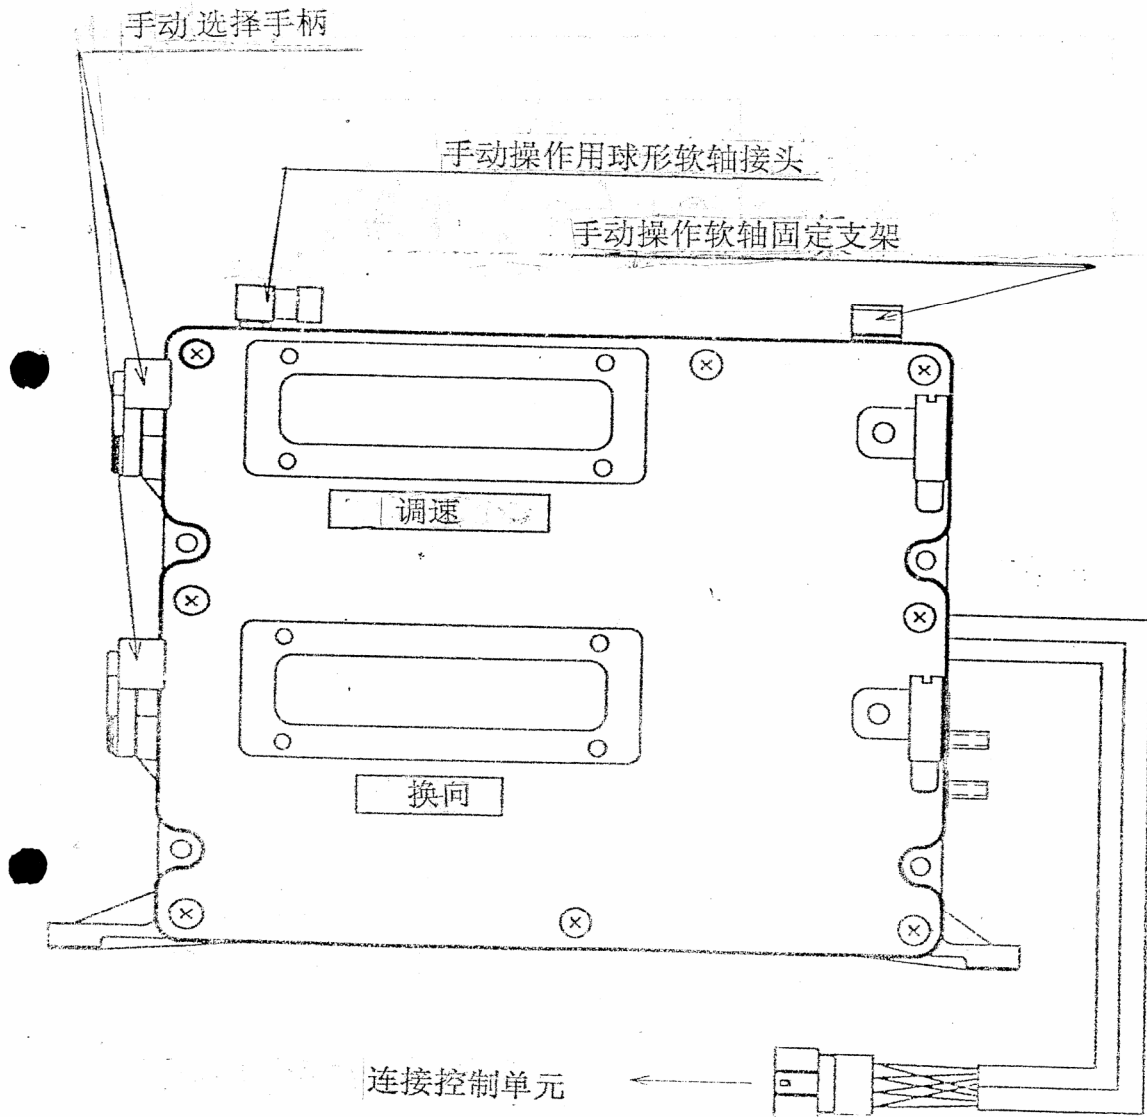 手动选择手柄
手动操作用球形软轴接头
手动操作软轴固定支架
调速
换向
连接控制单元